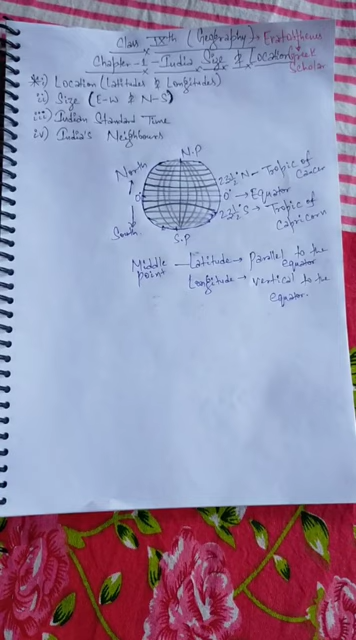 Class IXth (Geography) → Eratosthenes
Chapter-1-India Size & Location Greek Scholar
*i) Location (Latitudes & Longitudes)
ii) Size (E-W & N-S)
iii) Indian Standard Time
iv) India's Neighbours
N.P
North
23½°N- Tropic of Cancer
0°
0° → Equator
23½°S → Tropic of Capricorn
South
S.P
Middle point — Latitude → Parallel to the equator
Longitude → vertical to the equator.